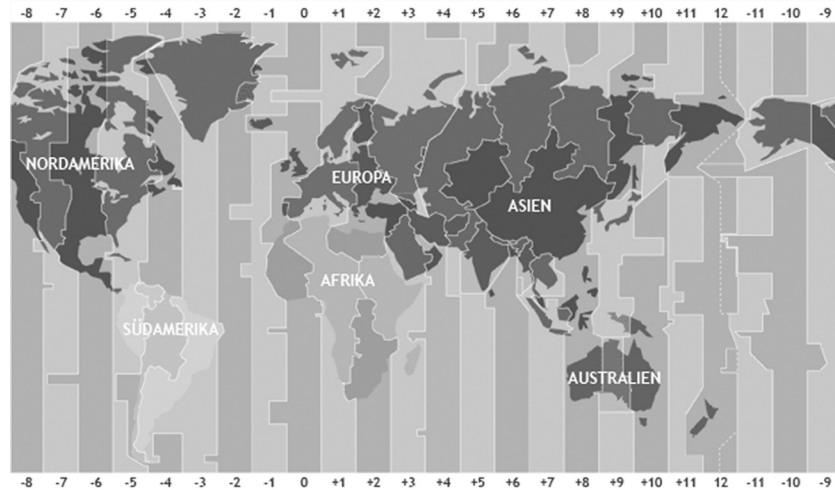 -8 -7 -6 -5 -4 -3 -2 -1 0 +1 +2 +3 +4 +5 +6 +7 +8 +9 +10 +11 12 -11 -10 -9
NORDAMERIKA
EUROPA
ASIEN
AFRIKA
SÜDAMERIKA
AUSTRALIEN
-8 -7 -6 -5 -4 -3 -2 -1 0 +1 +2 +3 +4 +5 +6 +7 +8 +9 +10 +11 12 -11 -10 -9